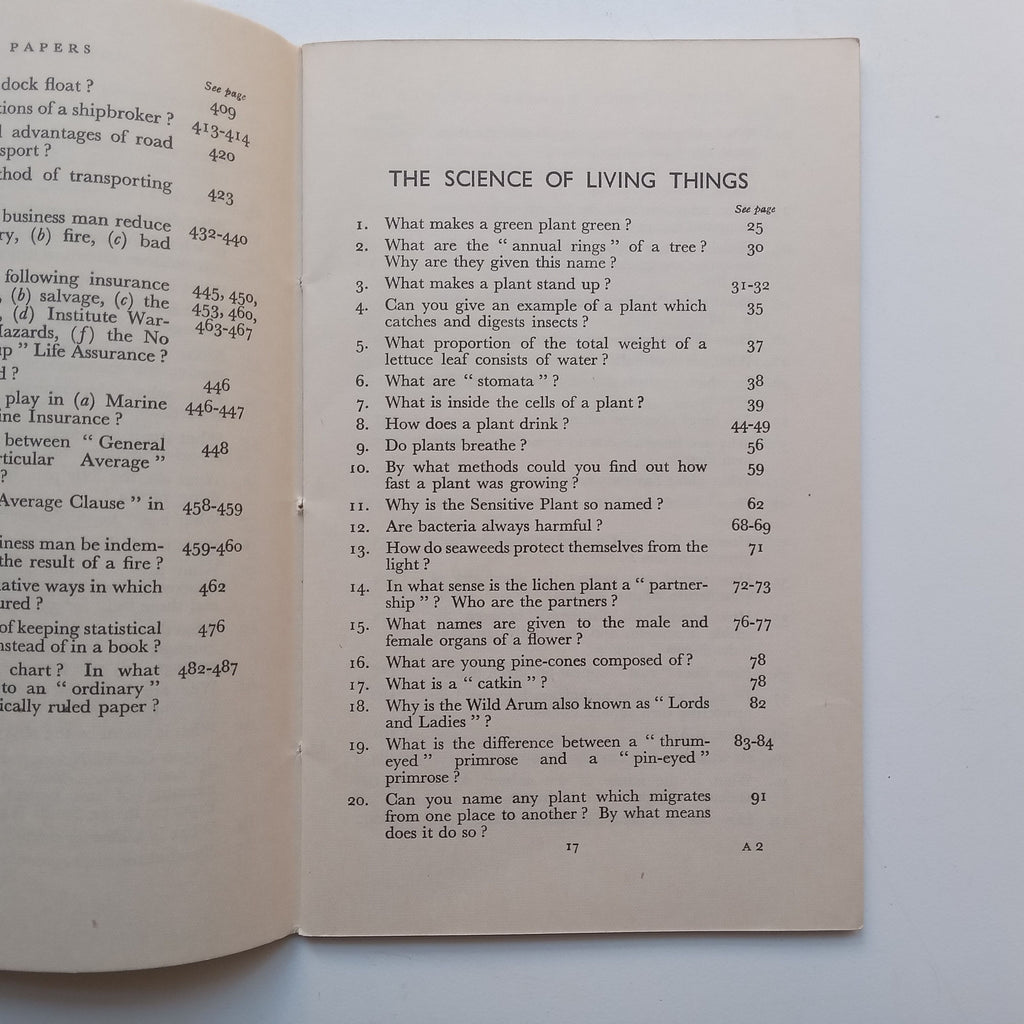 PAPERS
dock float ?
See page
409
tions of a shipbroker ?
413-414
advantages of road
sport ?
420
hod of transporting
423
business man reduce
ry, (b) fire, (c) bad
432-440
following insurance
, (b) salvage, (c) the
445, 450,
, (d) Institute War-
453, 460,
Hazards, (f) the No
463-467
up ” Life Assurance ?
d ?
446
play in (a) Marine
446-447
ine Insurance ?
between “ General
448
rticular Average ”
?
Average Clause ” in
458-459
iness man be indem-
459-460
the result of a fire ?
ative ways in which
462
ured ?
of keeping statistical
476
nstead of in a book ?
chart ? In what
482-487
to an “ ordinary ”
ically ruled paper ?
THE SCIENCE OF LIVING THINGS
See page
1. What makes a green plant green ? 25
2. What are the “ annual rings ” of a tree ? 30
Why are they given this name ?
3. What makes a plant stand up ? 31-32
4. Can you give an example of a plant which 35
catches and digests insects ?
5. What proportion of the total weight of a 37
lettuce leaf consists of water ?
6. What are “ stomata ” ? 38
7. What is inside the cells of a plant ? 39
8. How does a plant drink ? 44-49
9. Do plants breathe ? 56
10. By what methods could you find out how 59
fast a plant was growing ?
11. Why is the Sensitive Plant so named ? 62
12. Are bacteria always harmful ? 68-69
13. How do seaweeds protect themselves from the 71
light ?
14. In what sense is the lichen plant a “ partner- 72-73
ship ” ? Who are the partners ?
15. What names are given to the male and 76-77
female organs of a flower ?
16. What are young pine-cones composed of ? 78
17. What is a “ catkin ” ? 78
18. Why is the Wild Arum also known as “ Lords 82
and Ladies ” ?
19. What is the difference between a “ thrum- 83-84
eyed ” primrose and a “ pin-eyed ”
primrose ?
20. Can you name any plant which migrates 91
from one place to another ? By what means
does it do so ?
17 A 2